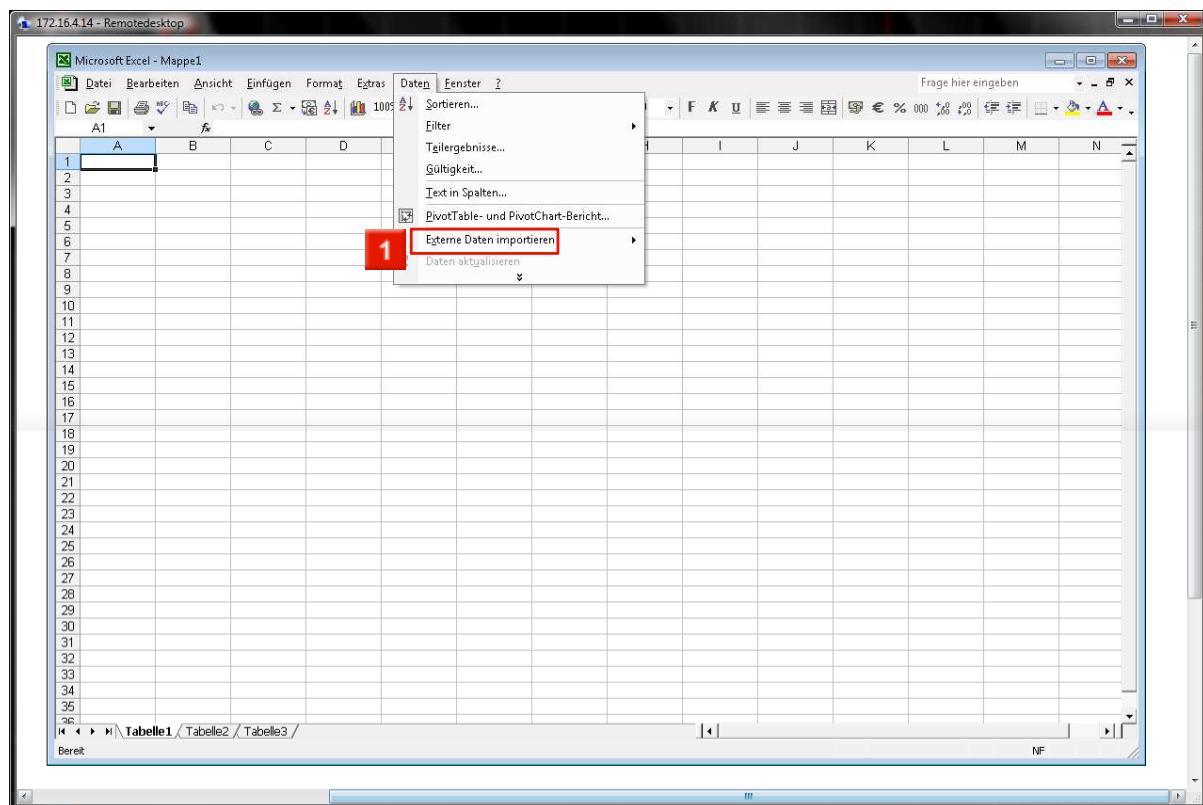 172.16.4.14 - Remotedesktop
Microsoft Excel - Mappe1
Datei Bearbeiten Ansicht Einfügen Format Extras Daten Fenster ? Frage hier eingeben
100% F K U € % 000
A1 fx
A B C D H I J K L M N
Sortieren...
Filter
Teilergebnisse...
Gültigkeit...
Text in Spalten...
PivotTable- und PivotChart-Bericht...
1 Externe Daten importieren
Daten aktualisieren
1
2
3
4
5
6
7
8
9
10
11
12
13
14
15
16
17
18
19
20
21
22
23
24
25
26
27
28
29
30
31
32
33
34
35
36
Tabelle1 / Tabelle2 / Tabelle3 /
Bereit NF